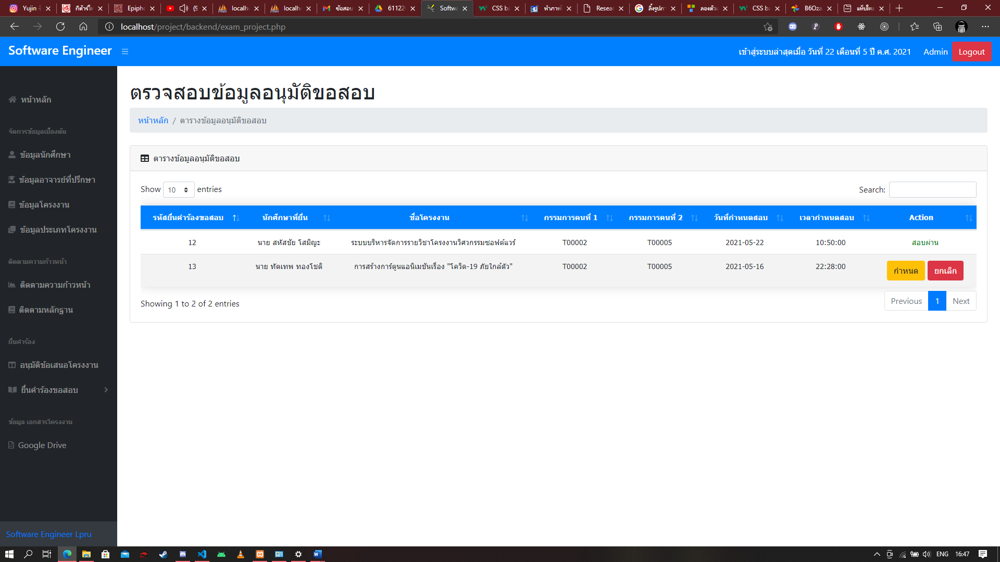 Yujin
กีต้าร์โพ
Epipho
(9
localho
localho
ข้อสอบ
61122
Softwa
CSS ba
ทำภาพ
Resear
ลิ้งรูปภา
ลองตัวเ
CSS ba
B6Oza
แท็บใหม
localhost/project/backend/exam_project.php
Software Engineer
เข้าสู่ระบบล่าสุดเมื่อ วันที่ 22 เดือนที่ 5 ปี ค.ศ. 2021
Admin
Logout
หน้าหลัก
จัดการข้อมูลเบื้องต้น
ข้อมูลนักศึกษา
ข้อมูลอาจารย์ที่ปรึกษา
ข้อมูลโครงงาน
ข้อมูลประเภทโครงงาน
ติดตามความก้าวหน้า
ติดตามความก้าวหน้า
ติดตามหลักฐาน
ยื่นคำร้อง
อนุมัติข้อเสนอโครงงาน
ยื่นคำร้องขอสอบ
ข้อมูล เอกสารโครงงาน
Google Drive
Software Engineer Lpru
ตรวจสอบข้อมูลอนุมัติขอสอบ
หน้าหลัก / ตารางข้อมูลอนุมัติขอสอบ
ตารางข้อมูลอนุมัติขอสอบ
Show 10 entries
Search:
รหัสยื่นคำร้องขอสอบ นักศึกษาที่ยื่น ชื่อโครงงาน กรรมการคนที่ 1 กรรมการคนที่ 2 วันที่กำหนดสอบ เวลากำหนดสอบ Action
12 นาย สหัสชัย โสมิญะ ระบบบริหารจัดการรายวิชาโครงงานวิศวกรรมซอฟต์แวร์ T00002 T00005 2021-05-22 10:50:00 สอบผ่าน
13 นาย ทัตเทพ ทองโชติ การสร้างการ์ตูนแอนิเมชันเรื่อง "โควิด-19 ภัยใกล้ตัว" T00002 T00005 2021-05-16 22:28:00 กำหนด ยกเลิก
Showing 1 to 2 of 2 entries
Previous 1 Next
ENG 16:47